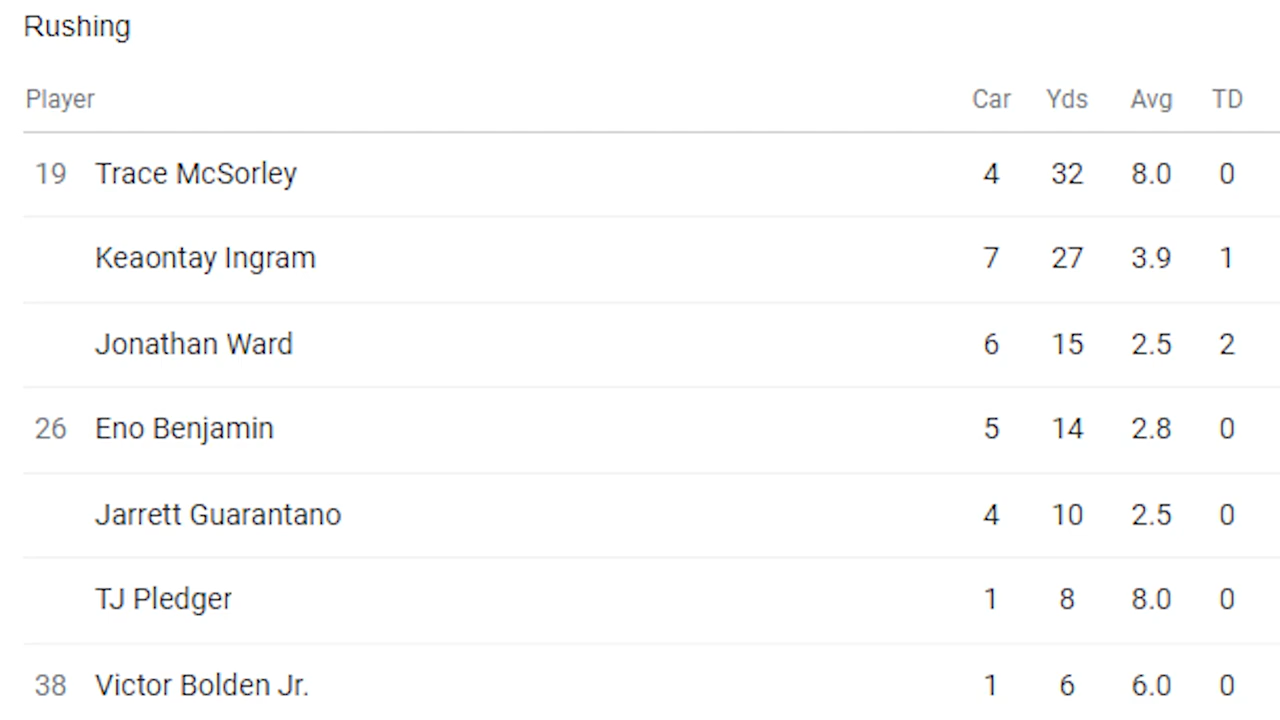 Rushing
Player Car Yds Avg TD
19 Trace McSorley 4 32 8.0 0
Keaontay Ingram 7 27 3.9 1
Jonathan Ward 6 15 2.5 2
26 Eno Benjamin 5 14 2.8 0
Jarrett Guarantano 4 10 2.5 0
TJ Pledger 1 8 8.0 0
38 Victor Bolden Jr. 1 6 6.0 0